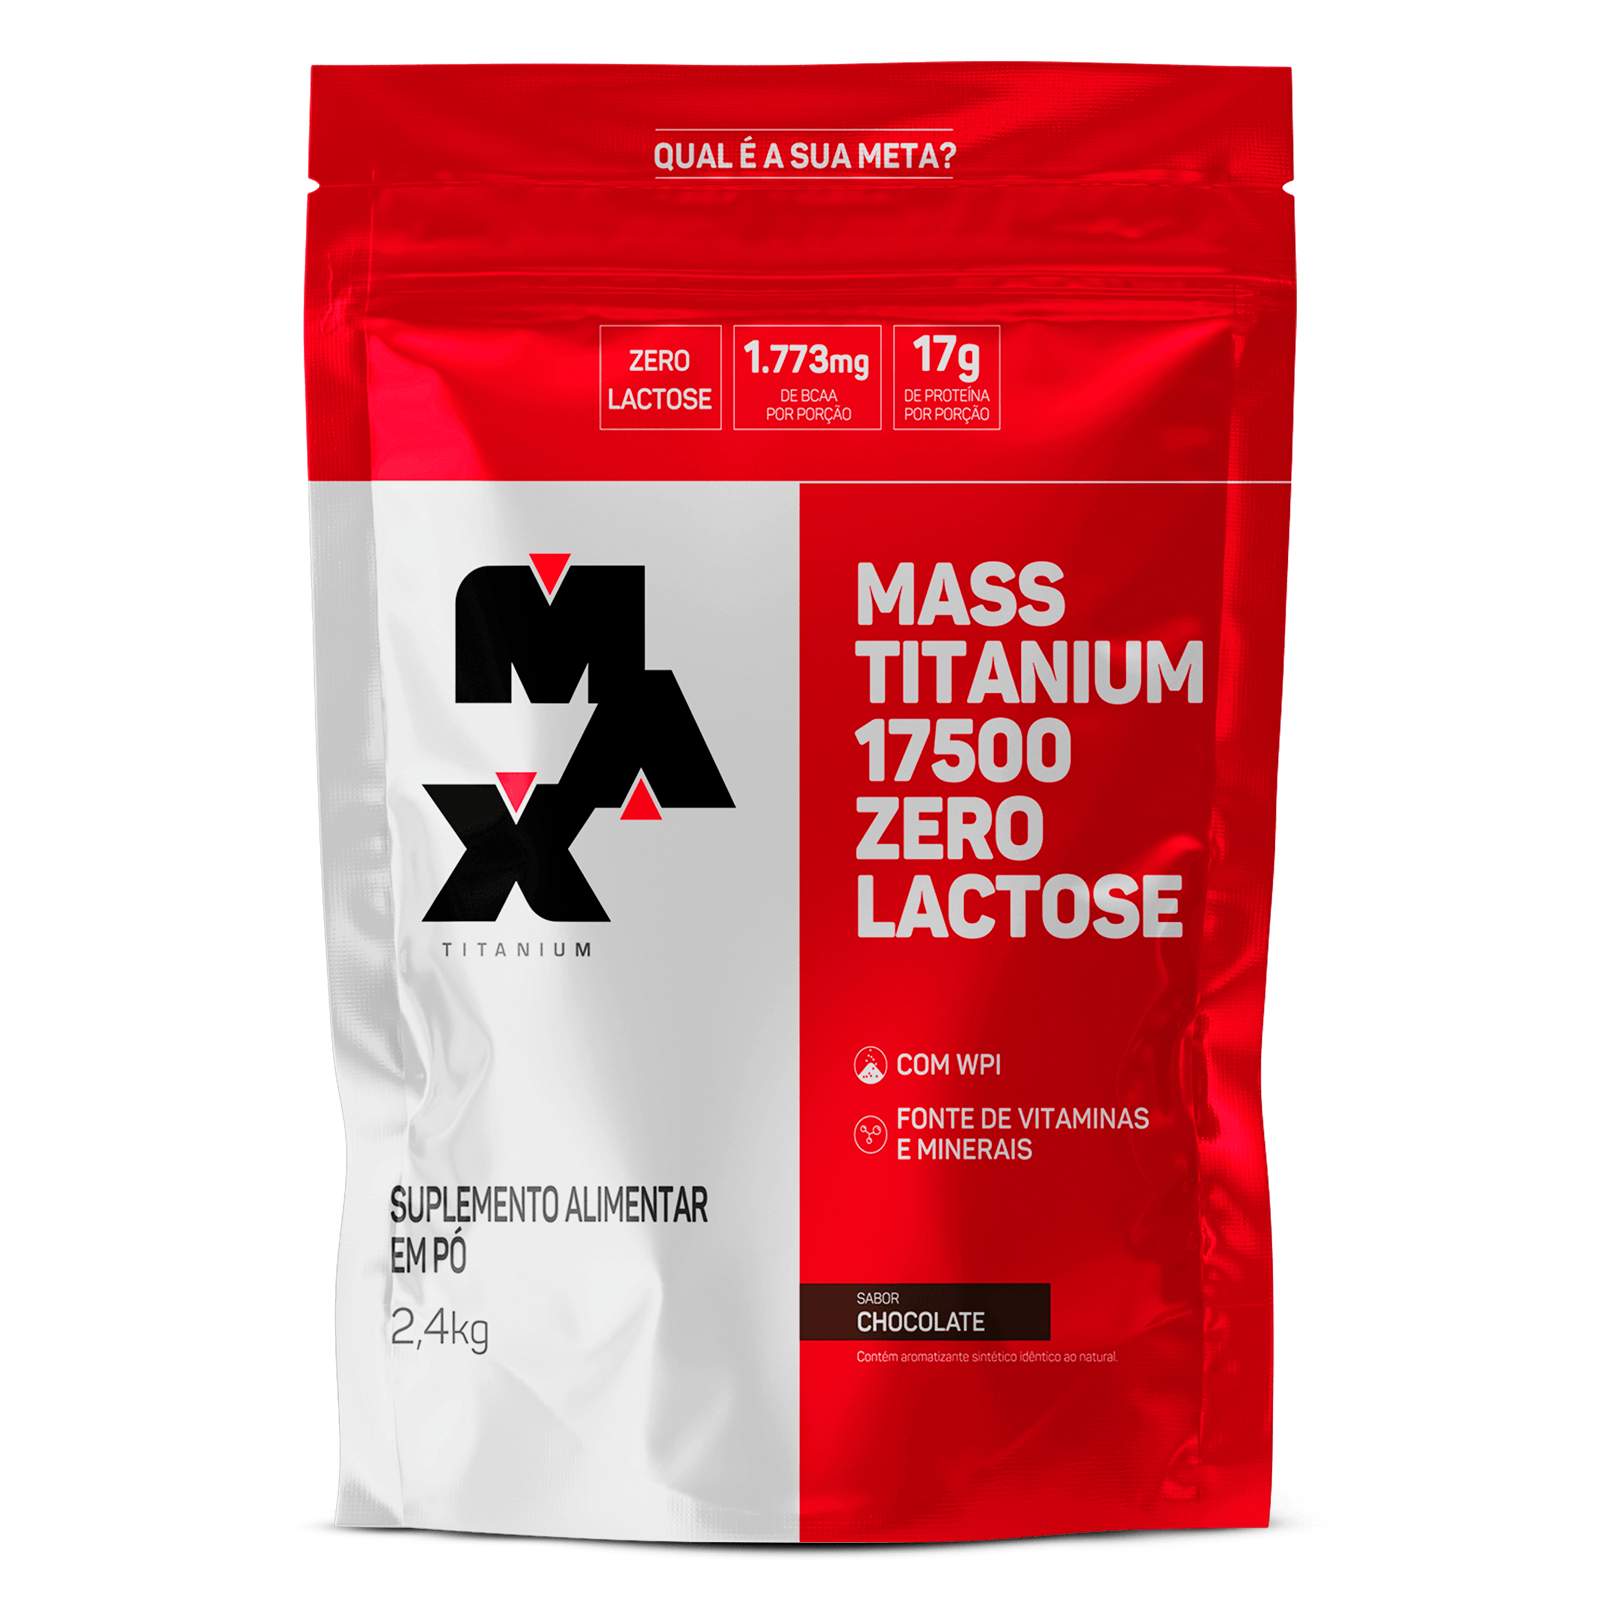 QUAL É A SUA META?
ZERO
LACTOSE
1.773mg
DE BCAA
POR PORÇÃO
17g
DE PROTEÍNA
POR PORÇÃO
MAX
TITANIUM
MASS
TITANIUM
17500
ZERO
LACTOSE
COM WPI
FONTE DE VITAMINAS
E MINERAIS
SUPLEMENTO ALIMENTAR
EM PÓ
2,4kg
SABOR
CHOCOLATE
Contém aromatizante sintético idêntico ao natural.